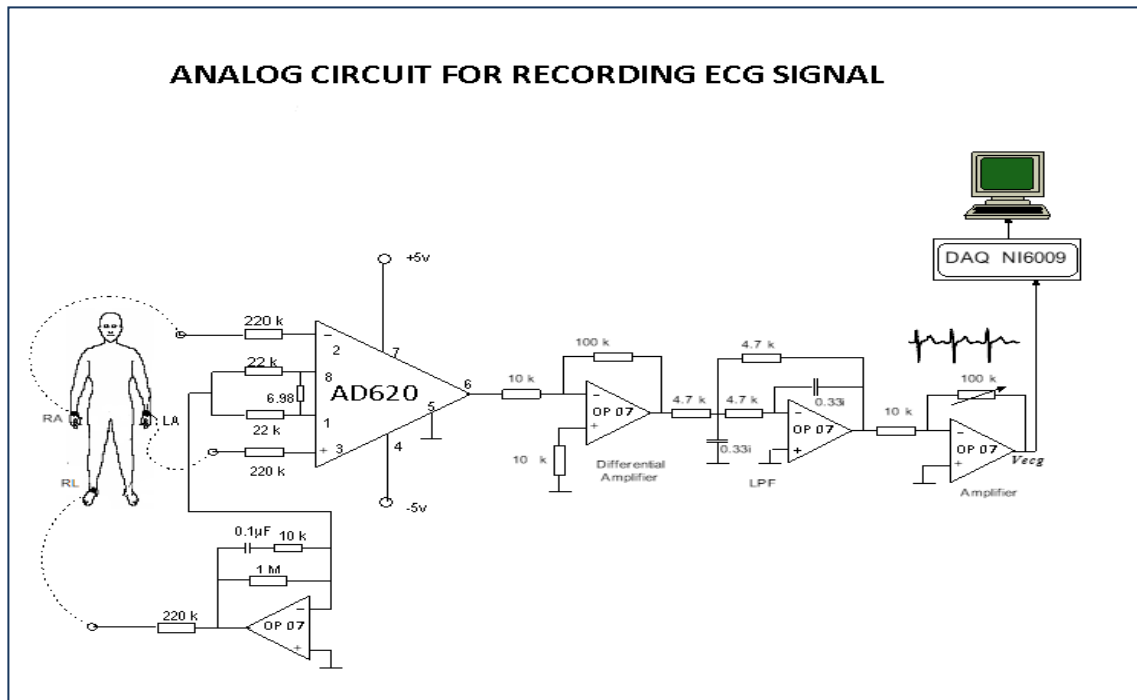 ANALOG CIRCUIT FOR RECORDING ECG SIGNAL
DAQ NI6009
+5v
220 k
−
2
7
22 k
8
6.98
AD620
6
1
5
22 k
+ 3
4
220 k
-5v
RA
LA
RL
10 k
100 k
−
OP 07
+
10 k
Differential
Amplifier
4.7 k
4.7 k
4.7 k
0.33i
0.33i
−
OP 07
+
LPF
10 k
100 k
−
OP 07
+
Vecg
Amplifier
0.1µF
10 k
1 M
220 k
−
OP 07
+